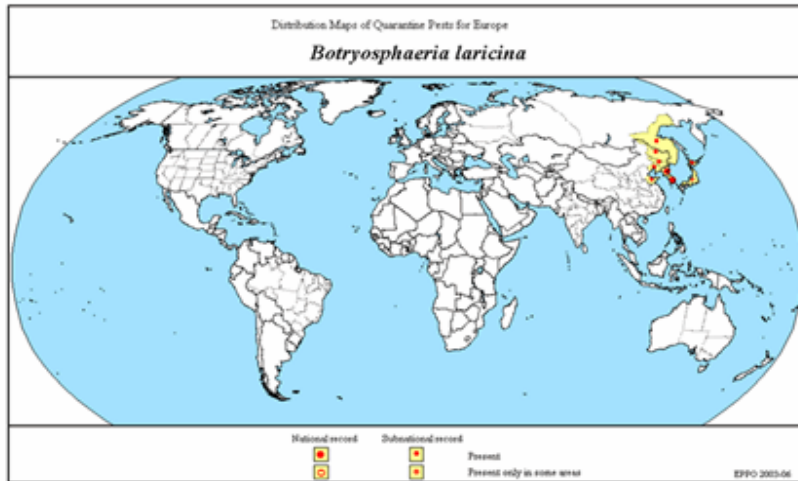 Distribution Maps of Quarantine Pests for Europe
Botryosphaeria laricina
National record Subnational record
Present
Present only in some areas
EPPO 2003-06